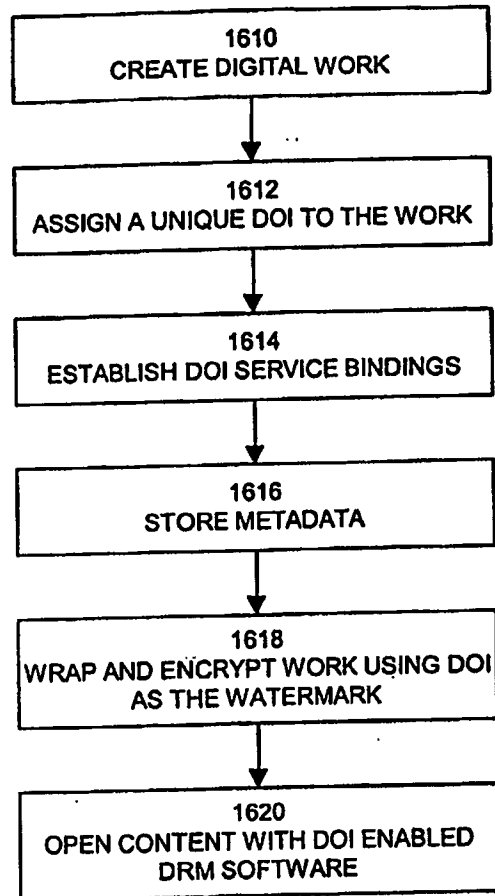 1610
CREATE DIGITAL WORK
1612
ASSIGN A UNIQUE DOI TO THE WORK
1614
ESTABLISH DOI SERVICE BINDINGS
1616
STORE METADATA
1618
WRAP AND ENCRYPT WORK USING DOI
AS THE WATERMARK
1620
OPEN CONTENT WITH DOI ENABLED
DRM SOFTWARE